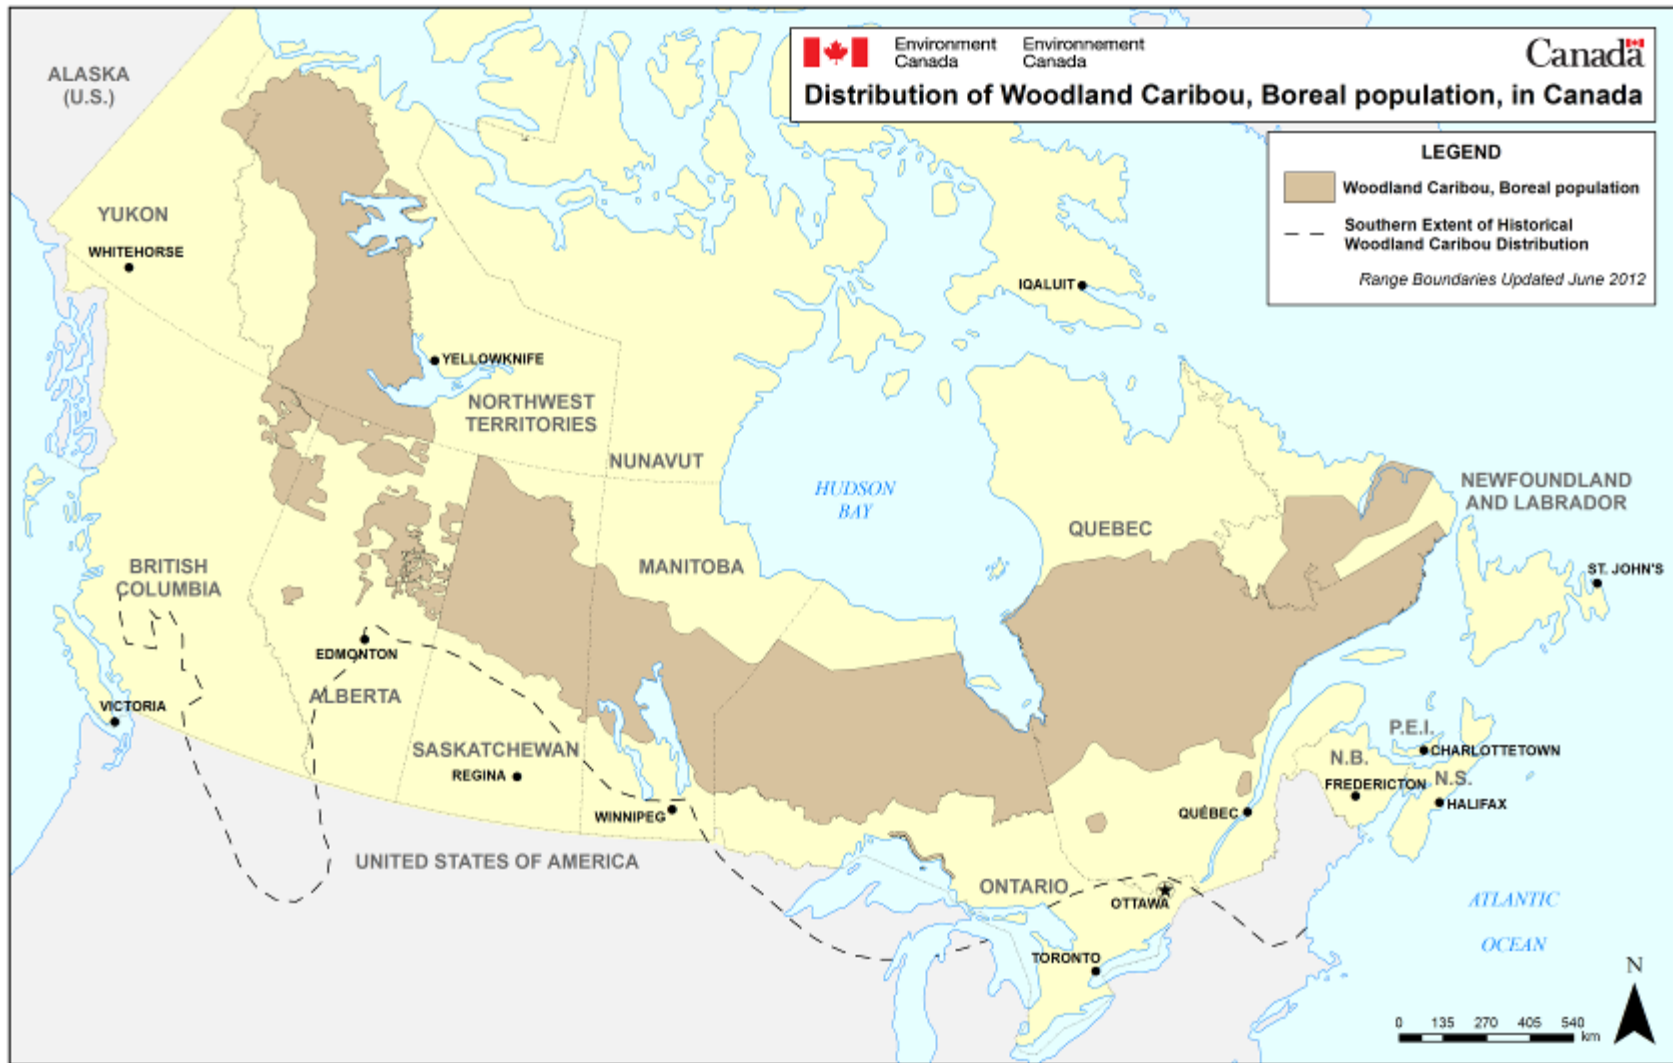 Environment
Canada
Environnement
Canada
Canada
Distribution of Woodland Caribou, Boreal population, in Canada
LEGEND
Woodland Caribou, Boreal population
Southern Extent of Historical
Woodland Caribou Distribution
Range Boundaries Updated June 2012
ALASKA
(U.S.)
YUKON
WHITEHORSE
IQALUIT
YELLOWKNIFE
NORTHWEST
TERRITORIES
NUNAVUT
HUDSON
BAY
QUEBEC
NEWFOUNDLAND
AND LABRADOR
BRITISH
COLUMBIA
MANITOBA
ST. JOHN'S
EDMONTON
ALBERTA
VICTORIA
SASKATCHEWAN
REGINA
WINNIPEG
P.E.I.
CHARLOTTETOWN
N.B.
FREDERICTON
N.S.
HALIFAX
QUÉBEC
UNITED STATES OF AMERICA
ONTARIO
OTTAWA
TORONTO
ATLANTIC
OCEAN
N
0 135 270 405 540
km